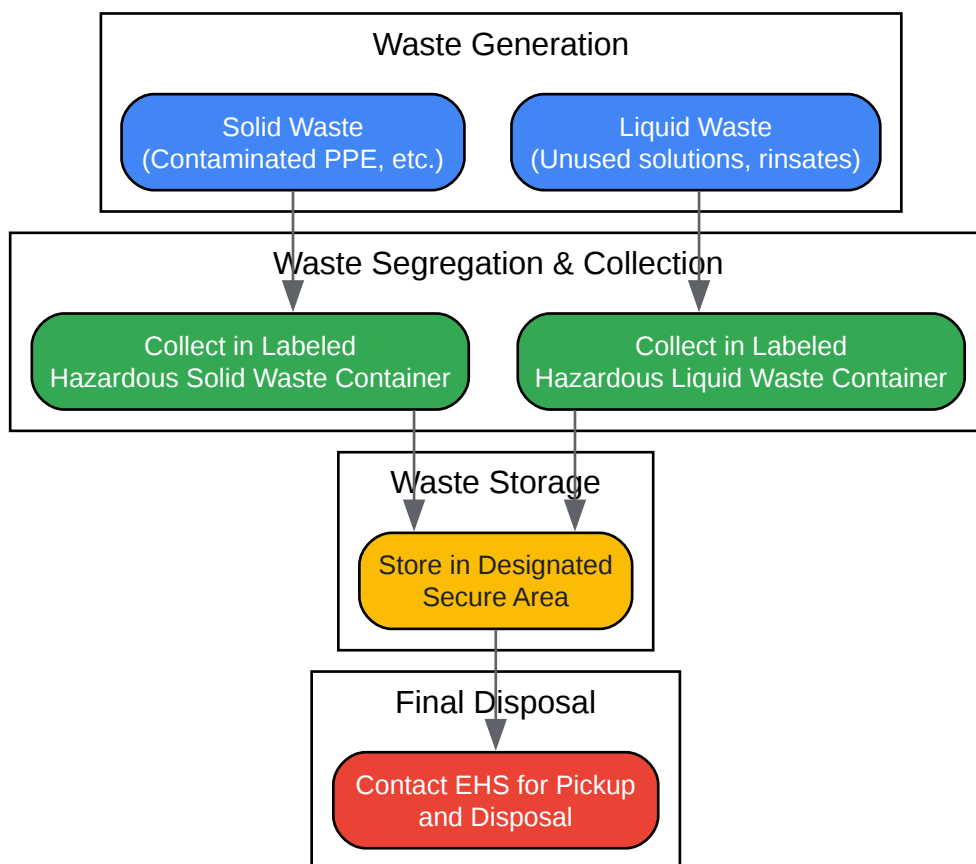 Waste Generation
Solid Waste
(Contaminated PPE, etc.)
Liquid Waste
(Unused solutions, rinsates)
Waste Segregation & Collection
Collect in Labeled
Hazardous Solid Waste Container
Collect in Labeled
Hazardous Liquid Waste Container
Waste Storage
Store in Designated
Secure Area
Final Disposal
Contact EHS for Pickup
and Disposal